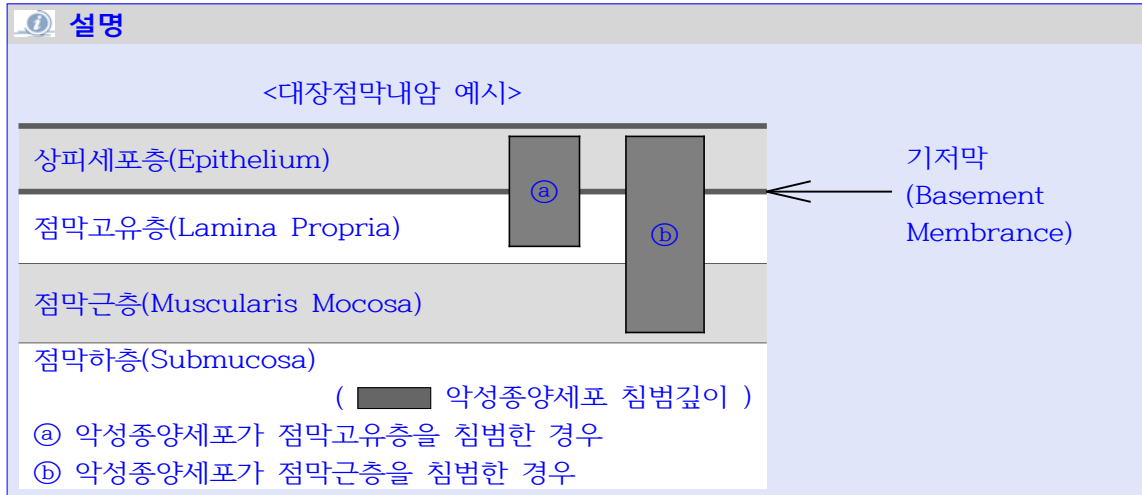 설명
<대장점막내암 예시>
상피세포층(Epithelium)
기저막
ⓐ
(Basement
점막고유층(Lamina Propria)
ⓑ
Membrance)
점막근층(Muscularis Mocosa)
점막하층(Submucosa)
( 악성종양세포 침범깊이 )
ⓐ 악성종양세포가 점막고유층을 침범한 경우
ⓑ 악성종양세포가 점막근층을 침범한 경우